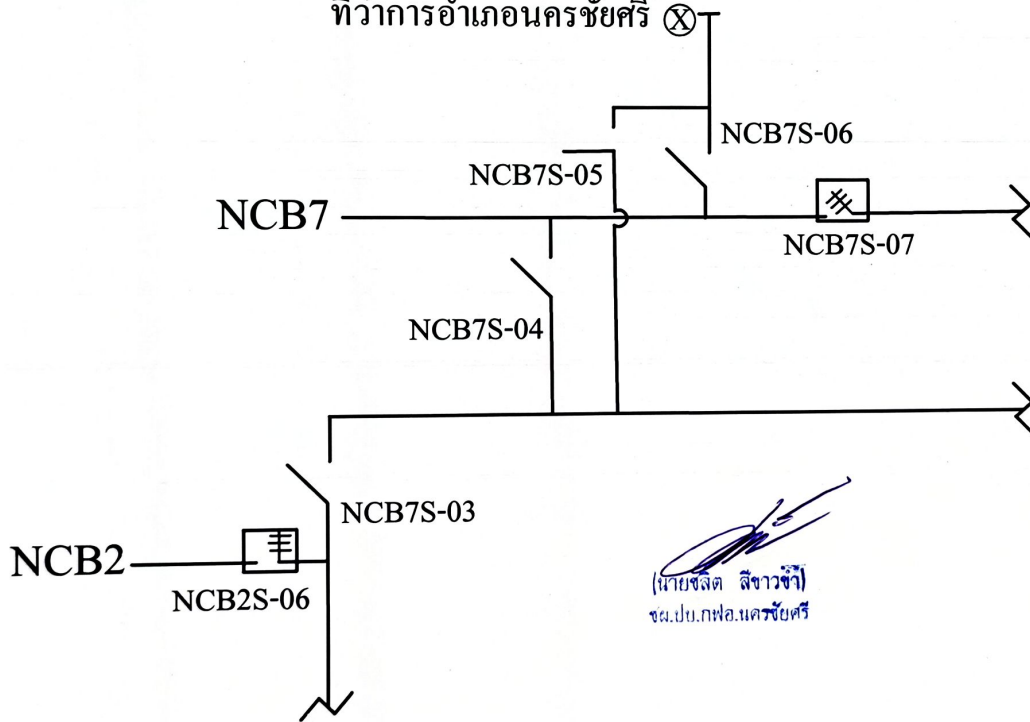 ที่ว่าการอำเภอนครชัยศรี
NCB7S-06
NCB7S-05
NCB7
NCB7S-07
NCB7S-04
NCB7S-03
NCB2
NCB2S-06
(นายชลิต สีขาวขำ)
ชผ.ปบ.กฟอ.นครชัยศรี